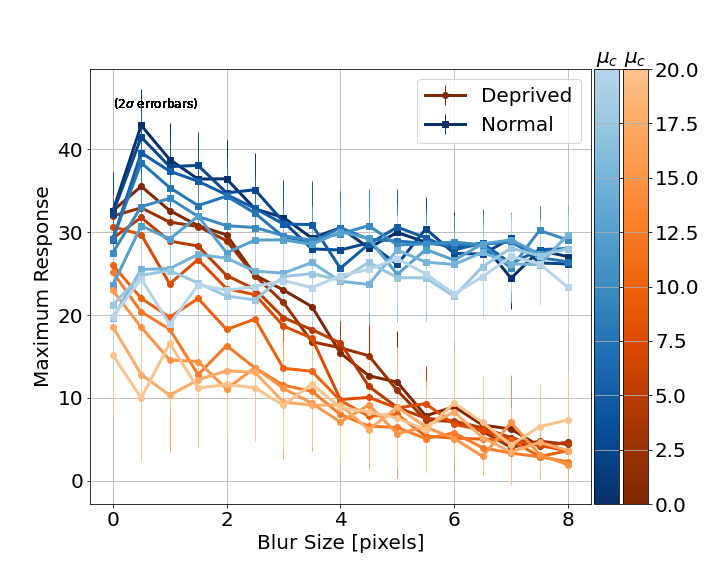 μc μc
20.0
17.5
15.0
12.5
10.0
7.5
5.0
2.5
0.0
Deprived
Normal
(2σ errorbars)
40
30
20
10
0
Maximum Response
0 2 4 6 8
Blur Size [pixels]